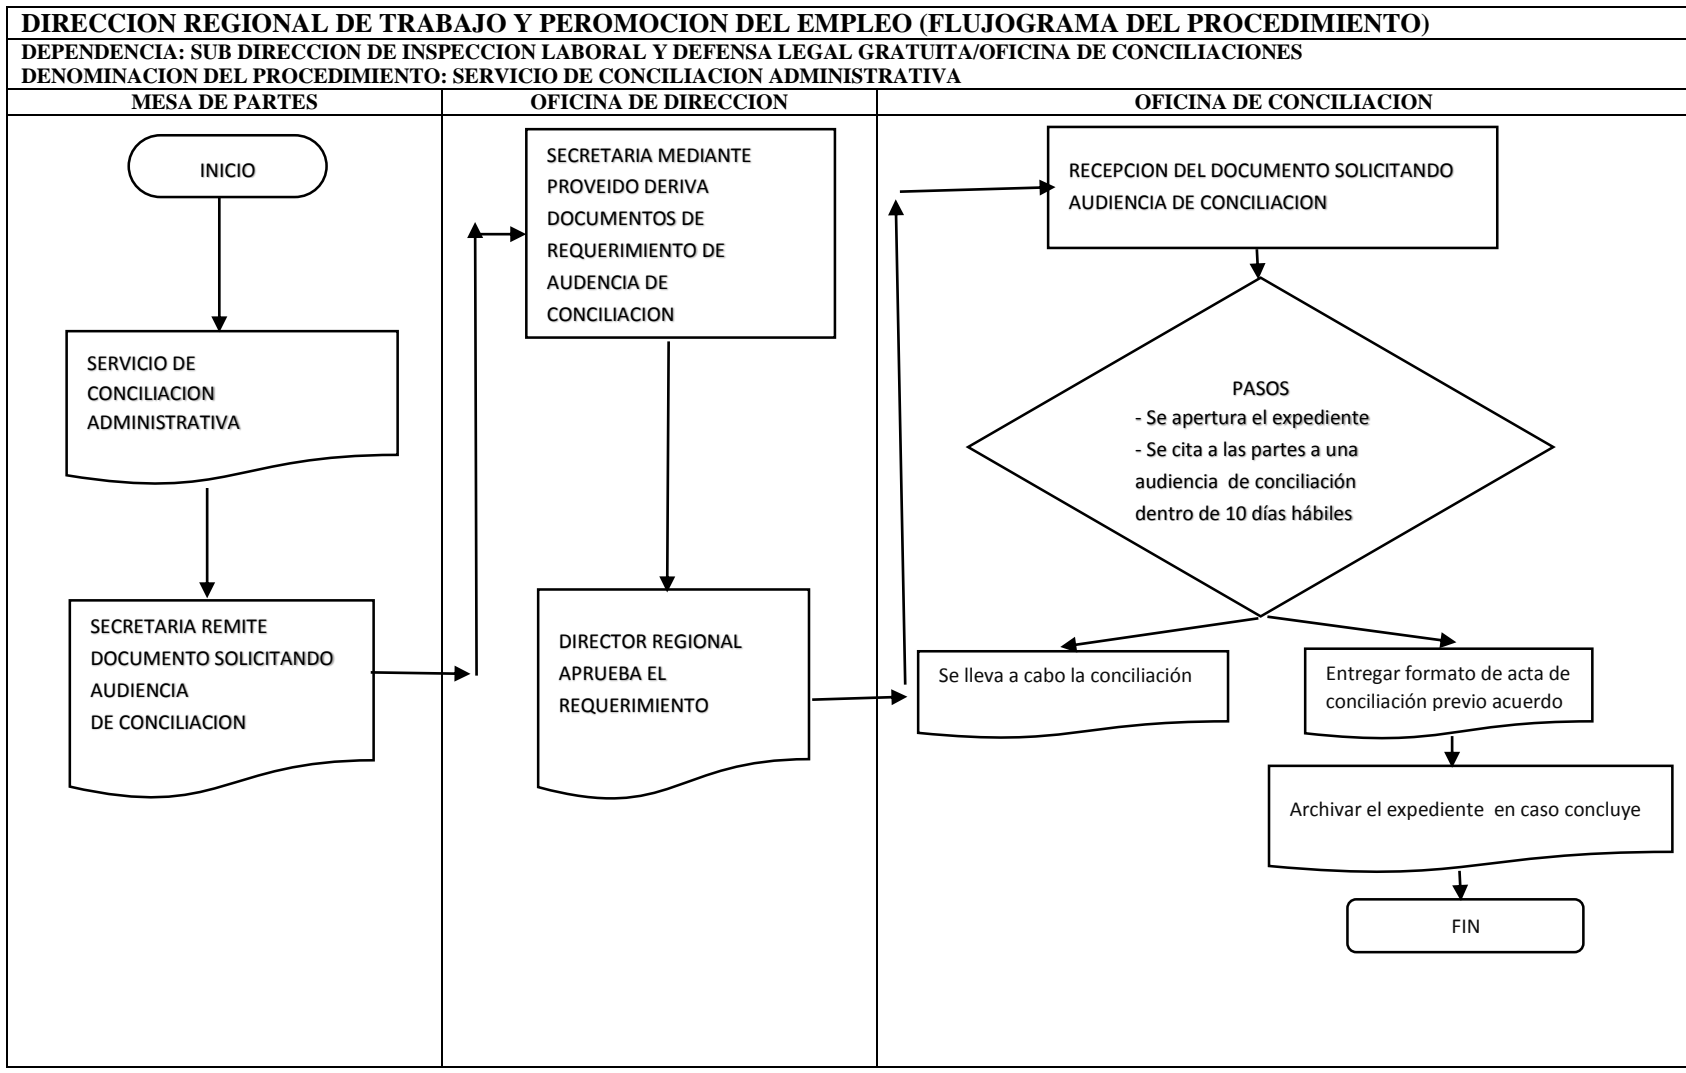 DIRECCION REGIONAL DE TRABAJO Y PEROMOCION DEL EMPLEO (FLUJOGRAMA DEL PROCEDIMIENTO)
DEPENDENCIA: SUB DIRECCION DE INSPECCION LABORAL Y DEFENSA LEGAL GRATUITA/OFICINA DE CONCILIACIONES
DENOMINACION DEL PROCEDIMIENTO: SERVICIO DE CONCILIACION ADMINISTRATIVA
MESA DE PARTES
OFICINA DE DIRECCION
OFICINA DE CONCILIACION
INICIO
SERVICIO DE
CONCILIACION
ADMINISTRATIVA
SECRETARIA REMITE
DOCUMENTO SOLICITANDO
AUDIENCIA
DE CONCILIACION
SECRETARIA MEDIANTE
PROVEIDO DERIVA
DOCUMENTOS DE
REQUERIMIENTO DE
AUDENCIA DE
CONCILIACION
DIRECTOR REGIONAL
APRUEBA EL
REQUERIMIENTO
RECEPCION DEL DOCUMENTO SOLICITANDO
AUDIENCIA DE CONCILIACION
PASOS
- Se apertura el expediente
- Se cita a las partes a una
audiencia  de conciliación
dentro de 10 días hábiles
Se lleva a cabo la conciliación
Entregar formato de acta de
conciliación previo acuerdo
Archivar el expediente  en caso concluye
FIN